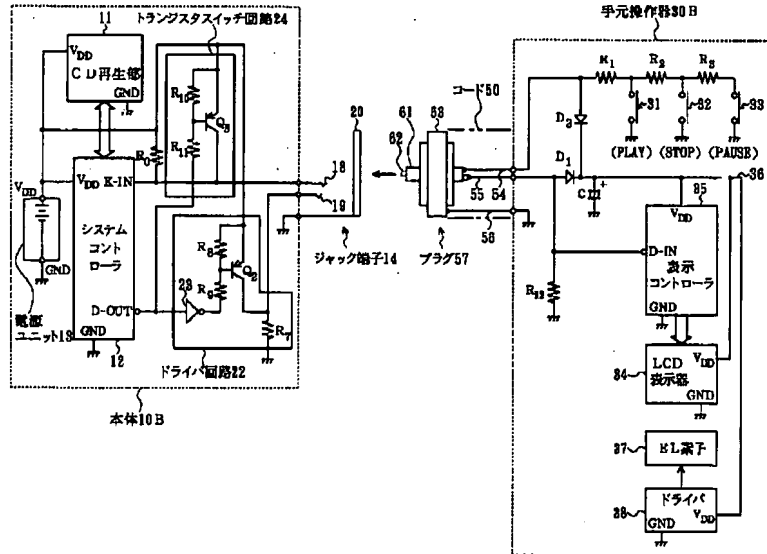 手元操作器30B
トランジスタスイッチ回路24
11
VDD
CD再生部
GND
R10
Q3
R11
R0
K-IN
VDD
VDD
システム
コント
ローラ
GND
電源
ユニット13
D-OUT
GND
12
23
R8
R9
Q2
R7
ドライバ回路22
本体10B
18
19
20
ジャック端子14
61
62
63
コード50
54
55
56
プラグ57
R1
R2
R3
31
32
33
(PLAY)
(STOP)
(PAUSE)
D2
D1
C
+
36
35
VDD
D-IN
表示
コントローラ
GND
R12
34
LCD
表示器
VDD
GND
37
EL素子
38
ドライバ
VDD
GND